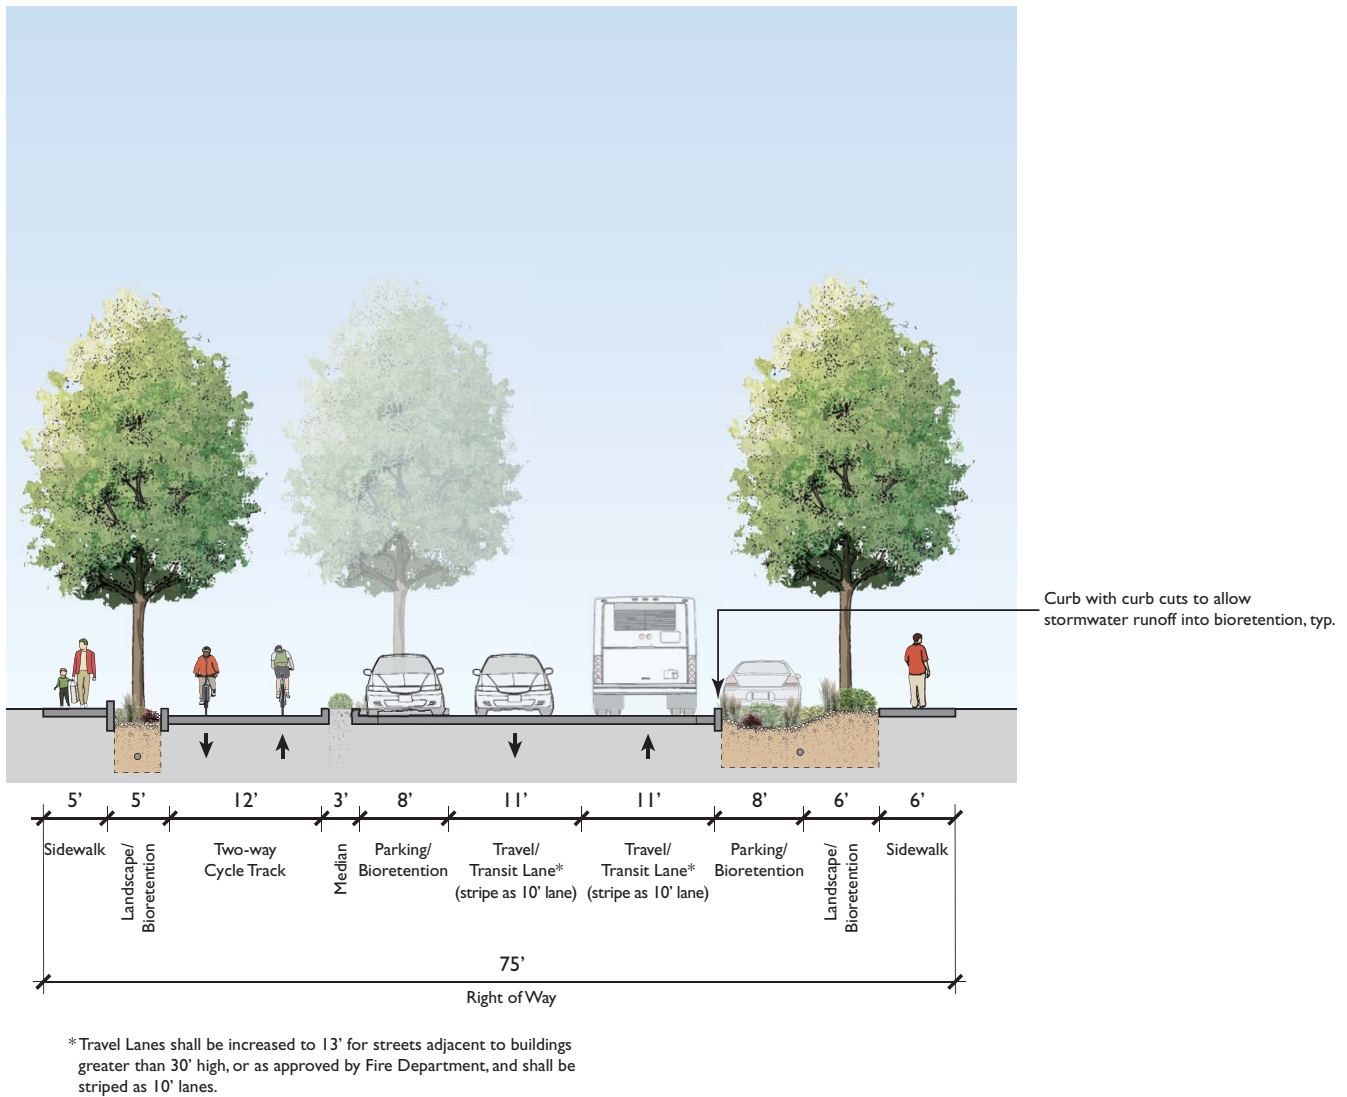 Curb with curb cuts to allow
stormwater runoff into bioretention, typ.
5’ 5’ 12’ 3’ 8’ 11’ 11’ 8’ 6’ 6’
Sidewalk
Landscape/
Bioretention
Two-way
Cycle Track
Median
Parking/
Bioretention
Travel/
Transit Lane*
(stripe as 10’ lane)
Travel/
Transit Lane*
(stripe as 10’ lane)
Parking/
Bioretention
Landscape/
Bioretention
Sidewalk
75’
Right of Way
* Travel Lanes shall be increased to 13’ for streets adjacent to buildings
greater than 30’ high, or as approved by Fire Department, and shall be
striped as 10’ lanes.